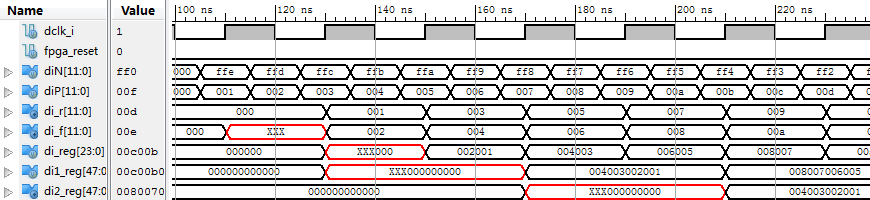 Name Value 100 ns 120 ns 140 ns 160 ns 180 ns 200 ns 220 ns
dclk_i 1
fpga_reset 0
diN[11:0] ff0 000 ffe ffd ffc ffb ffa ff9 ff8 ff7 ff6 ff5 ff4 ff3 ff2
diP[11:0] 00f 000 001 002 003 004 005 006 007 008 009 00a 00b 00c 00d
di_r[11:0] 00d 000 001 003 005 007 009
di_f[11:0] 00e 000 XXX 002 004 006 008 00a
di_reg[23:0] 00c00b 000000 XXX000 002001 004003 006005 008007 00
di1_reg[47:0 00c00b0 000000000000 XXX000000000 004003002001 008007006005
di2_reg[47:0 0080070 000000000000 XXX000000000 004003002001